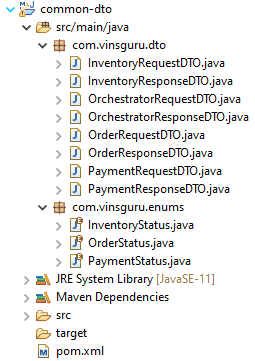 common-dto
src/main/java
com.vinsguru.dto
InventoryRequestDTO.java
InventoryResponseDTO.java
OrchestratorRequestDTO.java
OrchestratorResponseDTO.java
OrderRequestDTO.java
OrderResponseDTO.java
PaymentRequestDTO.java
PaymentResponseDTO.java
com.vinsguru.enums
InventoryStatus.java
OrderStatus.java
PaymentStatus.java
JRE System Library [JavaSE-11]
Maven Dependencies
src
target
pom.xml